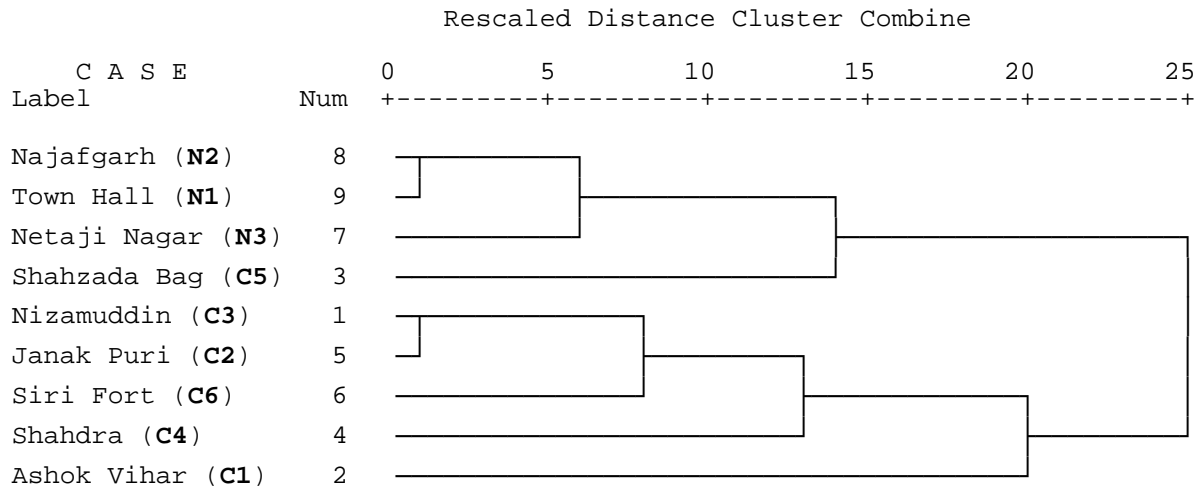 Rescaled Distance Cluster Combine
C A S E 0 5 10 15 20 25
Label Num +---------+---------+---------+---------+---------+
Najafgarh (N2) 8
Town Hall (N1) 9
Netaji Nagar (N3) 7
Shahzada Bag (C5) 3
Nizamuddin (C3) 1
Janak Puri (C2) 5
Siri Fort (C6) 6
Shahdra (C4) 4
Ashok Vihar (C1) 2